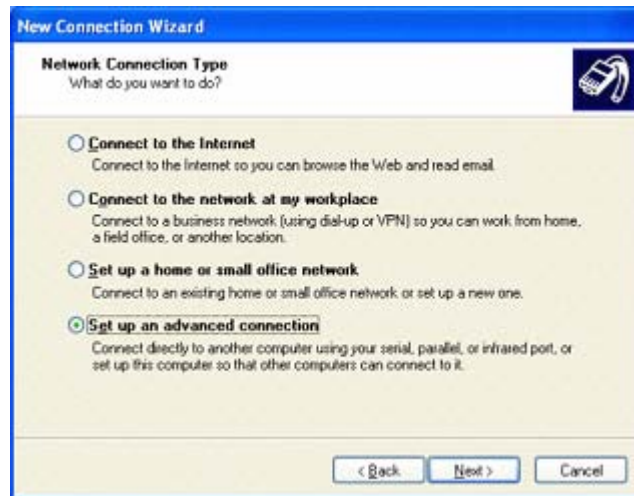 New Connection Wizard
Network Connection Type
What do you want to do?
Connect to the Internet
Connect to the Internet so you can browse the Web and read email.
Connect to the network at my workplace
Connect to a business network (using dial-up or VPN) so you can work from home,
a field office, or another location.
Set up a home or small office network
Connect to an existing home or small office network or set up a new one.
Set up an advanced connection
Connect directly to another computer using your serial, parallel, or infrared port, or
set up this computer so that other computers can connect to it.
< Back Next > Cancel